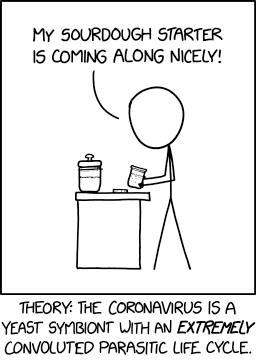 MY SOURDOUGH STARTER
IS COMING ALONG NICELY!
THEORY: THE CORONAVIRUS IS A
YEAST SYMBIONT WITH AN EXTREMELY
CONVOLUTED PARASITIC LIFE CYCLE.